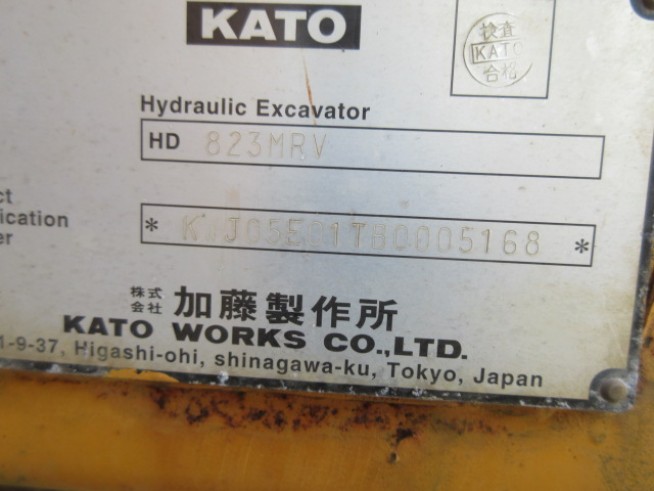 KATO
検査
KATO
合格
Hydraulic Excavator
HD 823MRV
ct
ication
er
* *
株式会社 加藤製作所
KATO WORKS CO.,LTD.
1-9-37, Higashi-ohi, shinagawa-ku, Tokyo, Japan